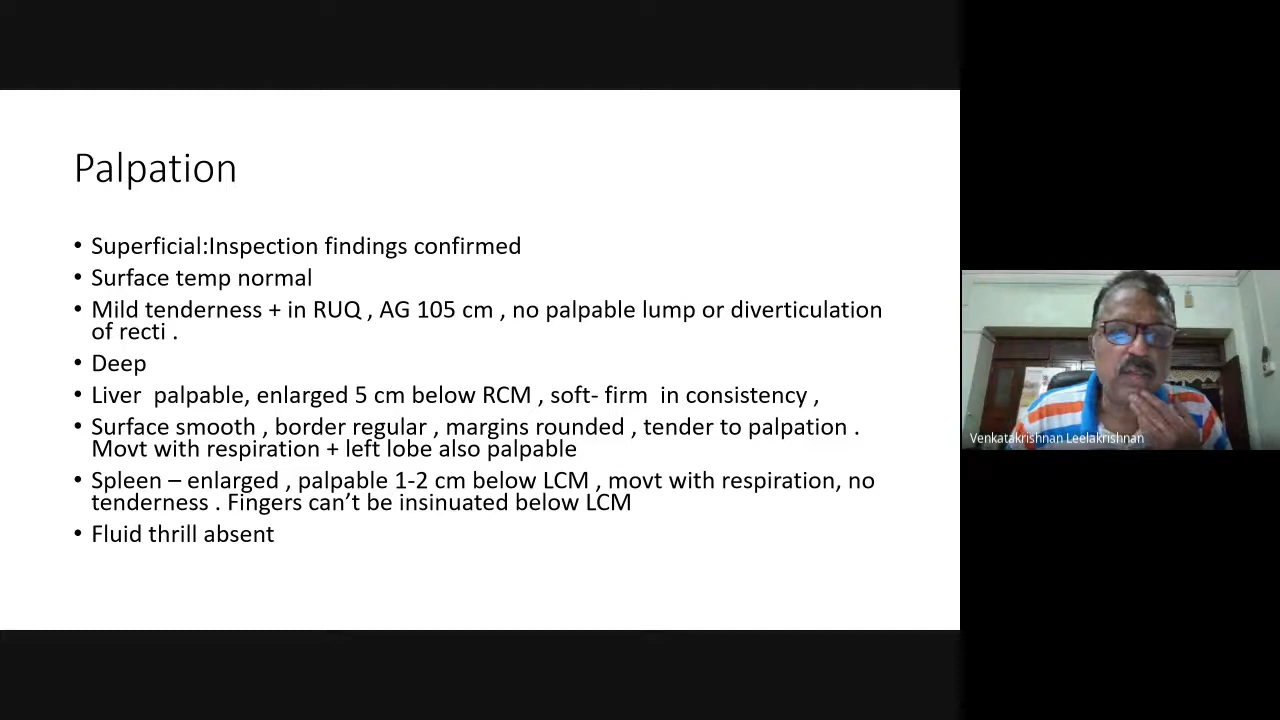 Palpation
• Superficial:Inspection findings confirmed
• Surface temp normal
• Mild tenderness + in RUQ , AG 105 cm , no palpable lump or diverticulation
of recti .
• Deep
• Liver  palpable, enlarged 5 cm below RCM , soft- firm  in consistency ,
• Surface smooth , border regular , margins rounded , tender to palpation .
Movt with respiration + left lobe also palpable
• Spleen – enlarged , palpable 1-2 cm below LCM , movt with respiration, no
tenderness . Fingers can’t be insinuated below LCM
• Fluid thrill absent
Venkatakrishnan Leelakrishnan